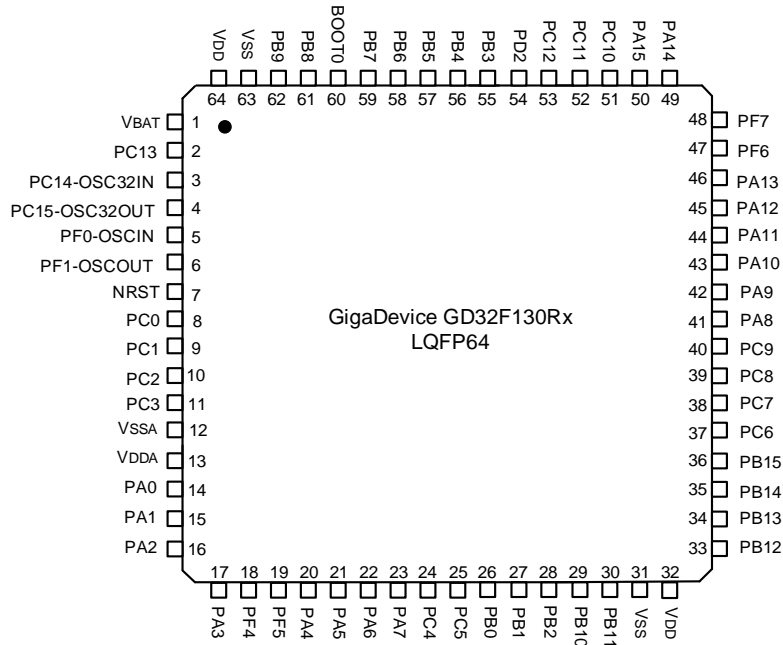 VDD VSS PB9 PB8 BOOT0 PB7 PB6 PB5 PB4 PB3 PD2 PC12 PC11 PC10 PA15 PA14
64 63 62 61 60 59 58 57 56 55 54 53 52 51 50 49
VBAT 1
PC13 2
PC14-OSC32IN 3
PC15-OSC32OUT 4
PF0-OSCIN 5
PF1-OSCOUT 6
NRST 7
PC0 8
PC1 9
PC2 10
PC3 11
VSSA 12
VDDA 13
PA0 14
PA1 15
PA2 16
GigaDevice GD32F130Rx
LQFP64
48 PF7
47 PF6
46 PA13
45 PA12
44 PA11
43 PA10
42 PA9
41 PA8
40 PC9
39 PC8
38 PC7
37 PC6
36 PB15
35 PB14
34 PB13
33 PB12
17 18 19 20 21 22 23 24 25 26 27 28 29 30 31 32
PA3 PF4 PF5 PA4 PA5 PA6 PA7 PC4 PC5 PB0 PB1 PB2 PB10 PB11 VSS VDD